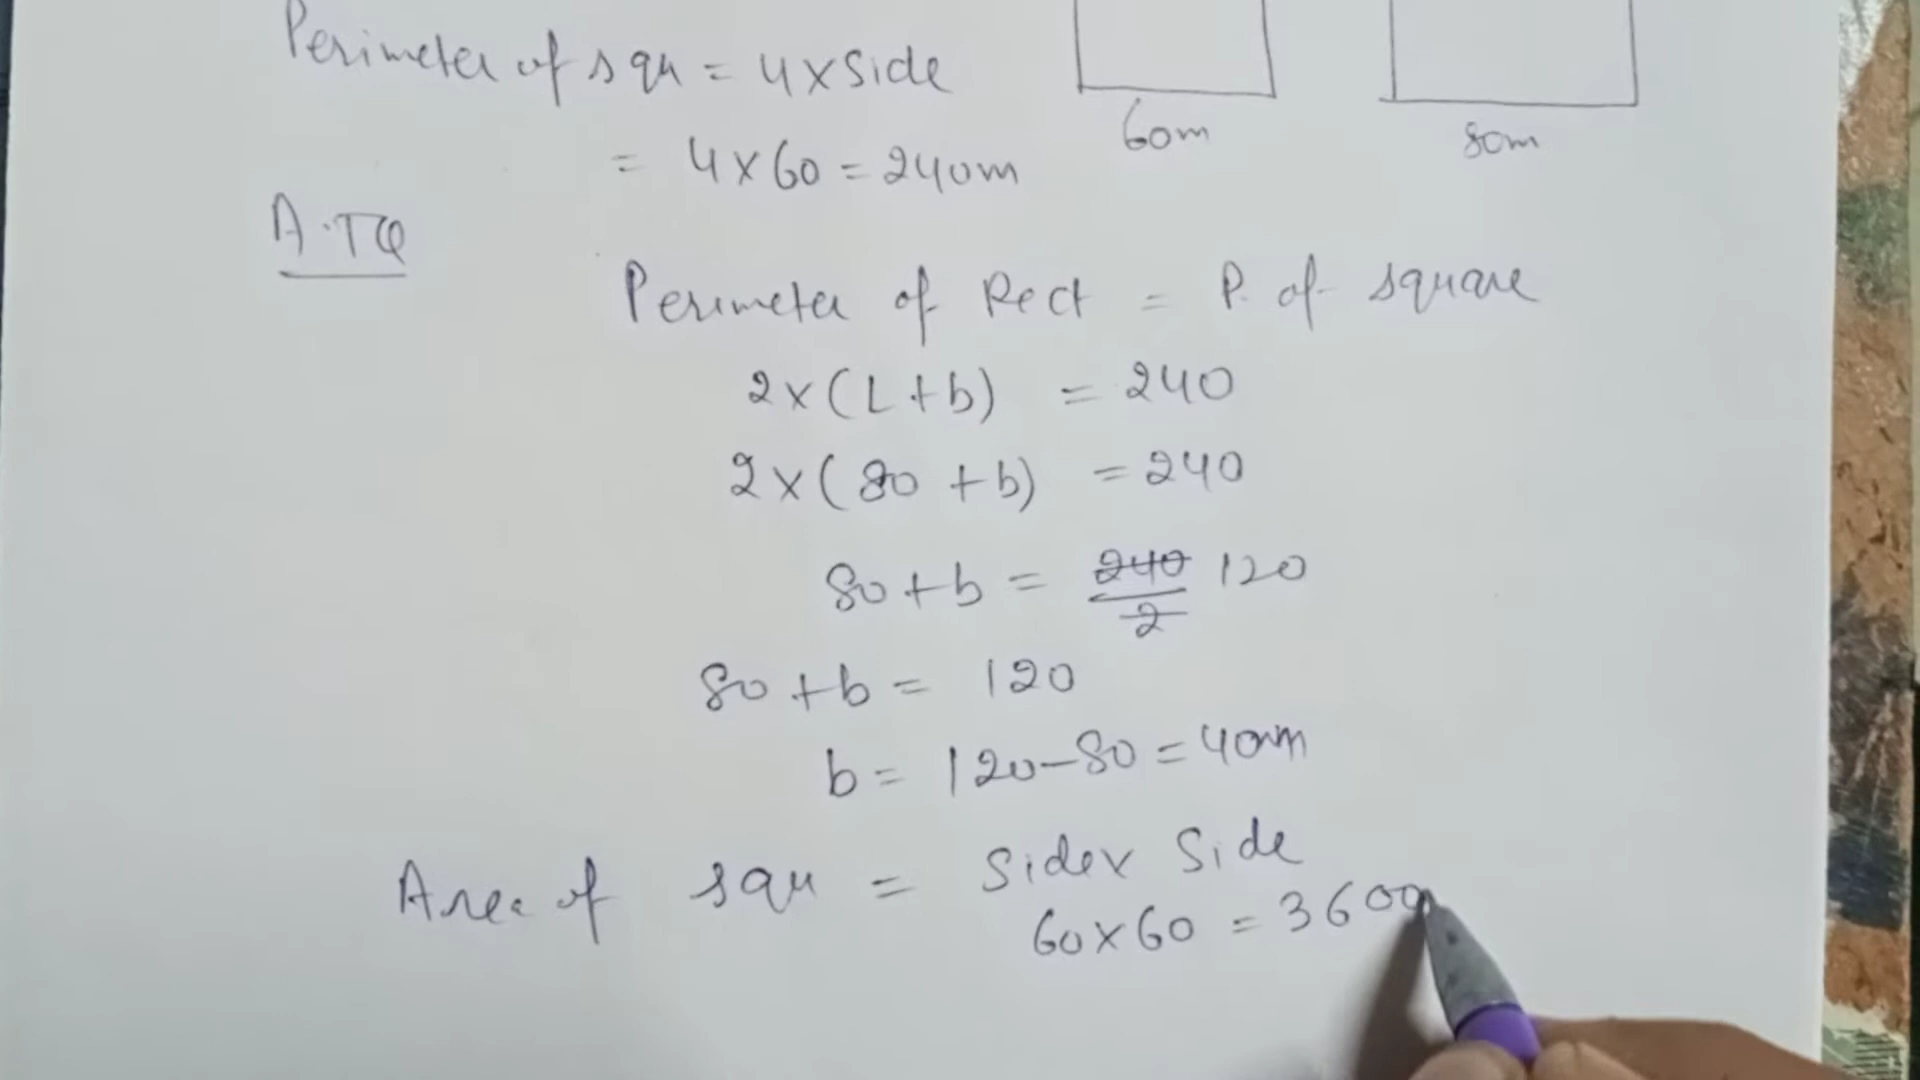 Perimeter of squ = 4 x Side
60m
80m
= 4 x 60 = 240m
A.TQ
Perimeter of Rect = P. of square
2 x (L + b) = 240
2 x (80 + b) = 240
80 + b = 240/2 120
80 + b = 120
b = 120 - 80 = 40m
Area of squ = Side x Side
60 x 60 = 3600